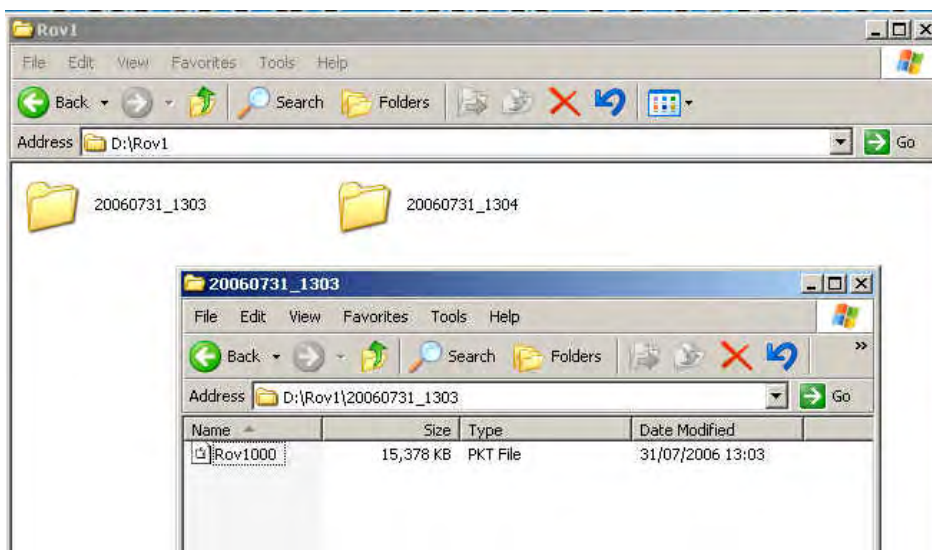 Rov1
File Edit View Favorites Tools Help
Back Search Folders
Address D:\Rov1 Go
20060731_1303 20060731_1304
20060731_1303
File Edit View Favorites Tools Help
Back Search Folders »
Address D:\Rov1\20060731_1303 Go
Name Size Type Date Modified
Rov1000 15,378 KB PKT File 31/07/2006 13:03